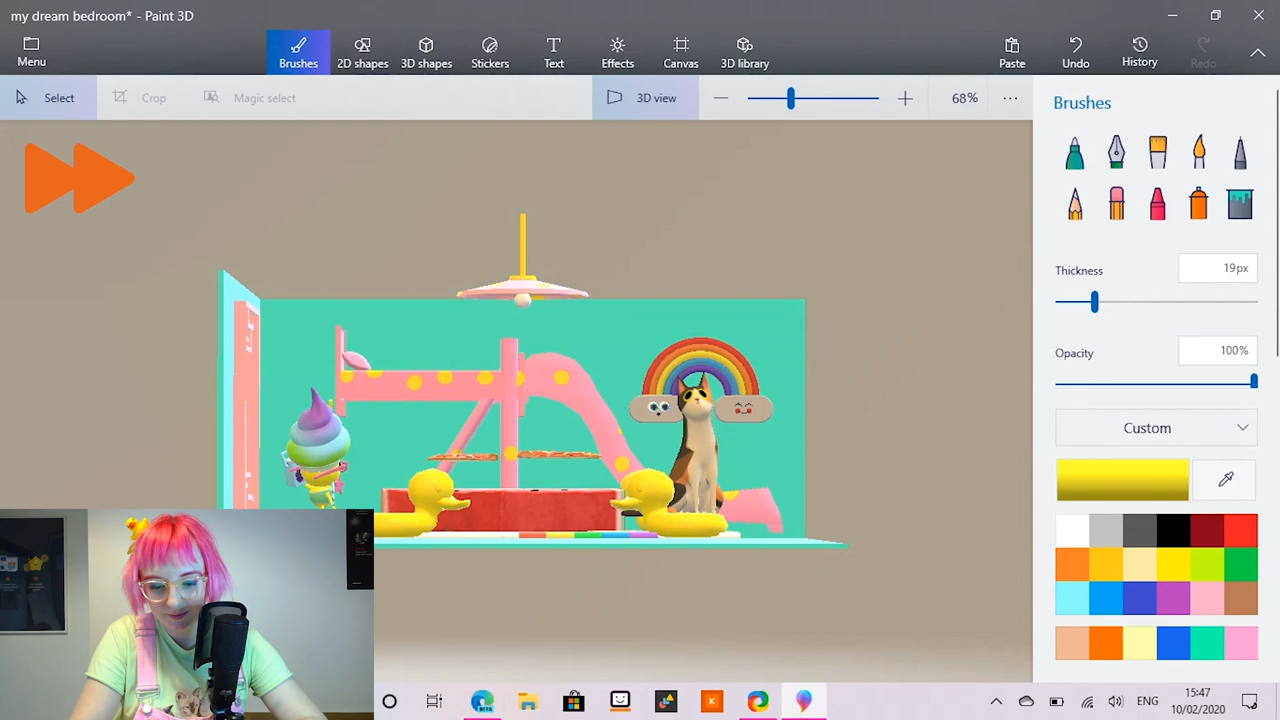 my dream bedroom* - Paint 3D
Menu
Brushes
2D shapes
3D shapes
Stickers
Text
Effects
Canvas
3D library
Paste
Undo
History
Redo
Select
Crop
Magic select
3D view
68%
Brushes
Thickness
19px
Opacity
100%
Custom
BETA
K
ENG
15:47
10/02/2020